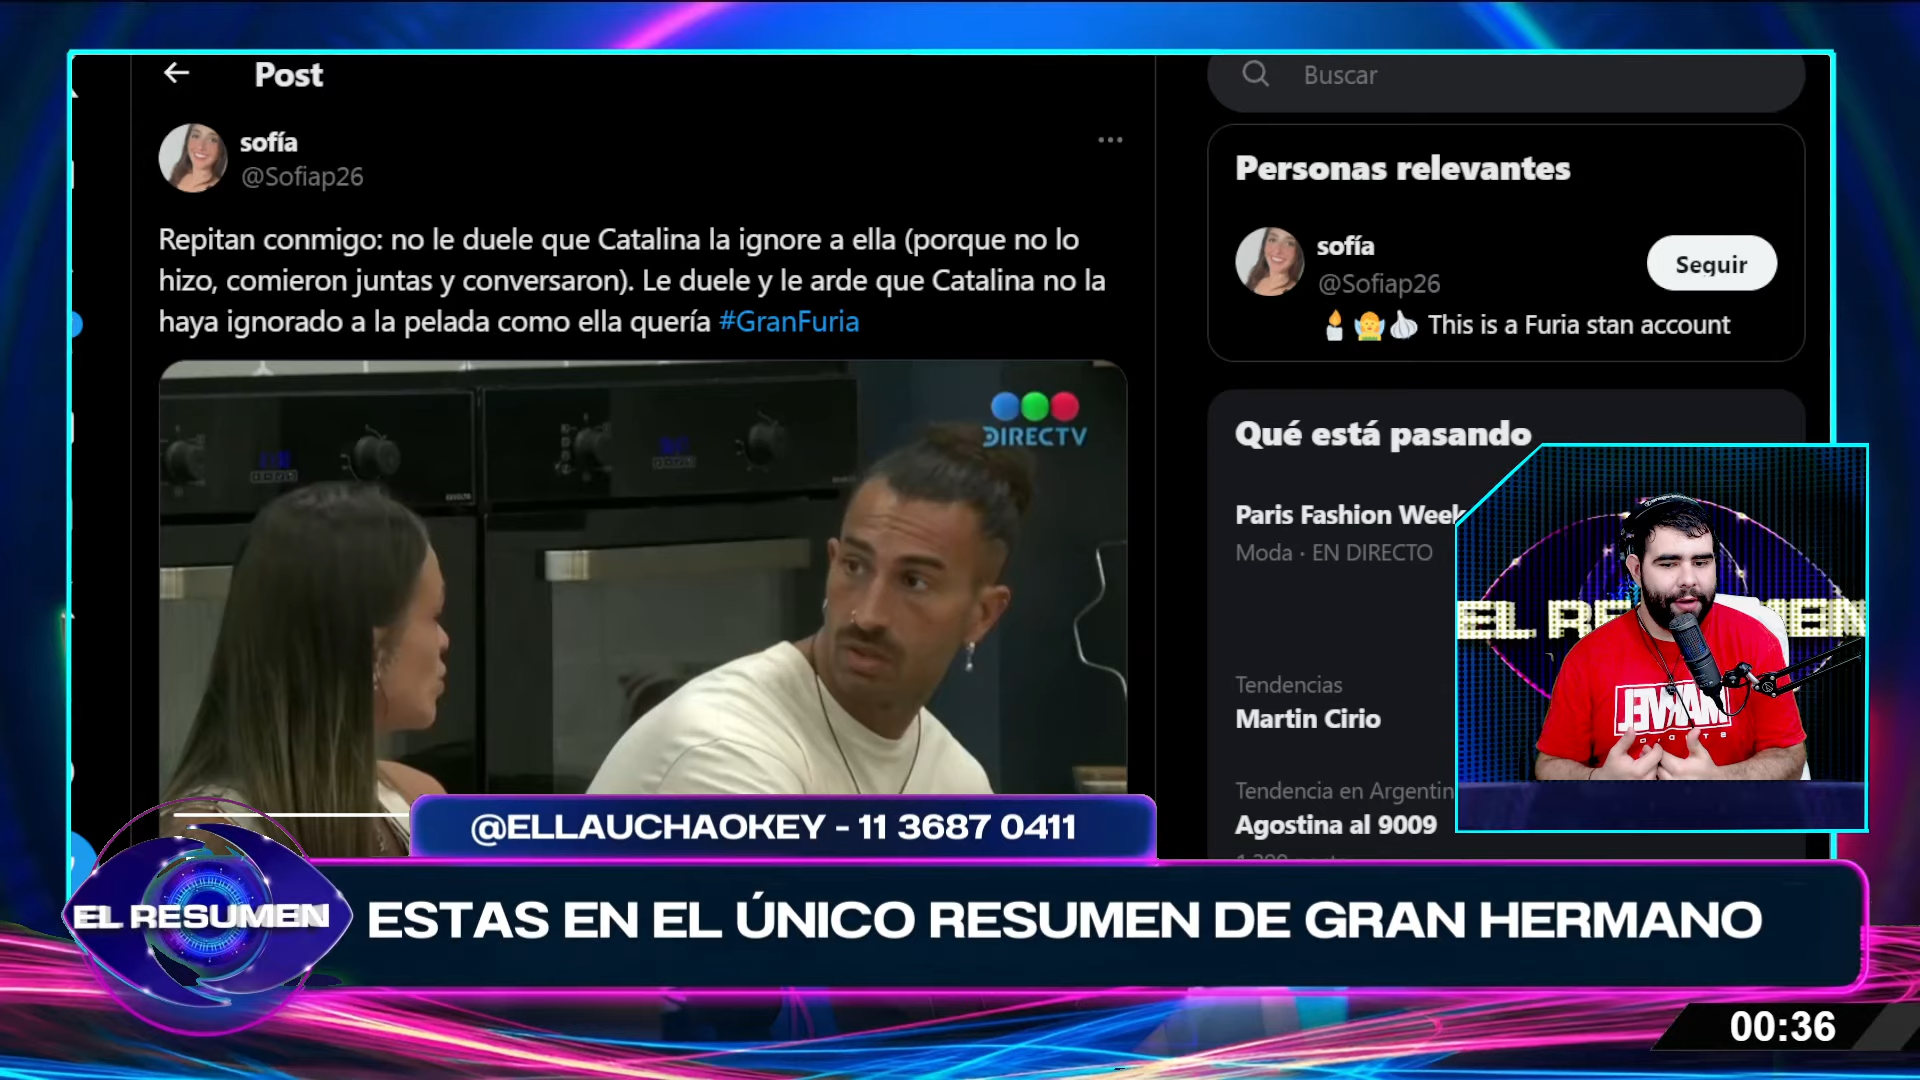 Post
Buscar
sofía
@Sofiap26
Repitan conmigo: no le duele que Catalina la ignore a ella (porque no lo
hizo, comieron juntas y conversaron). Le duele y le arde que Catalina no la
haya ignorado a la pelada como ella quería #GranFuria
DIRECTV
Personas relevantes
sofía
@Sofiap26
Seguir
This is a Furia stan account
Qué está pasando
Paris Fashion Week
Moda · EN DIRECTO
Tendencias
Martin Cirio
Tendencia en Argentin
Agostina al 9009
EL RE MEN
MARVEL
@ELLAUCHAOKEY - 11 3687 0411
EL RESUMEN
ESTAS EN EL ÚNICO RESUMEN DE GRAN HERMANO
00:36